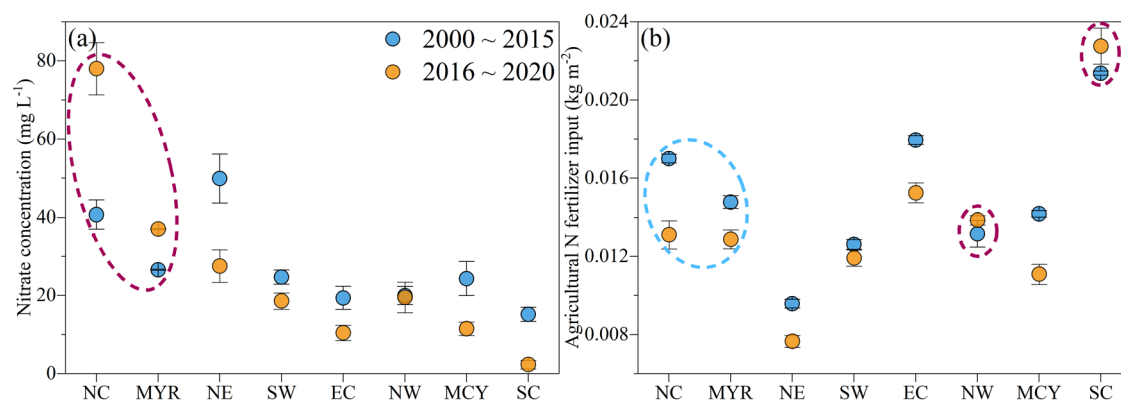 (a)
2000 ~ 2015
2016 ~ 2020
Nitrate concentration (mg L⁻¹)
80
60
40
20
0
NC MYR NE SW EC NW MCY SC
(b)
Agricultural N fertilizer input (kg m⁻²)
0.024
0.020
0.016
0.012
0.008
NC MYR NE SW EC NW MCY SC